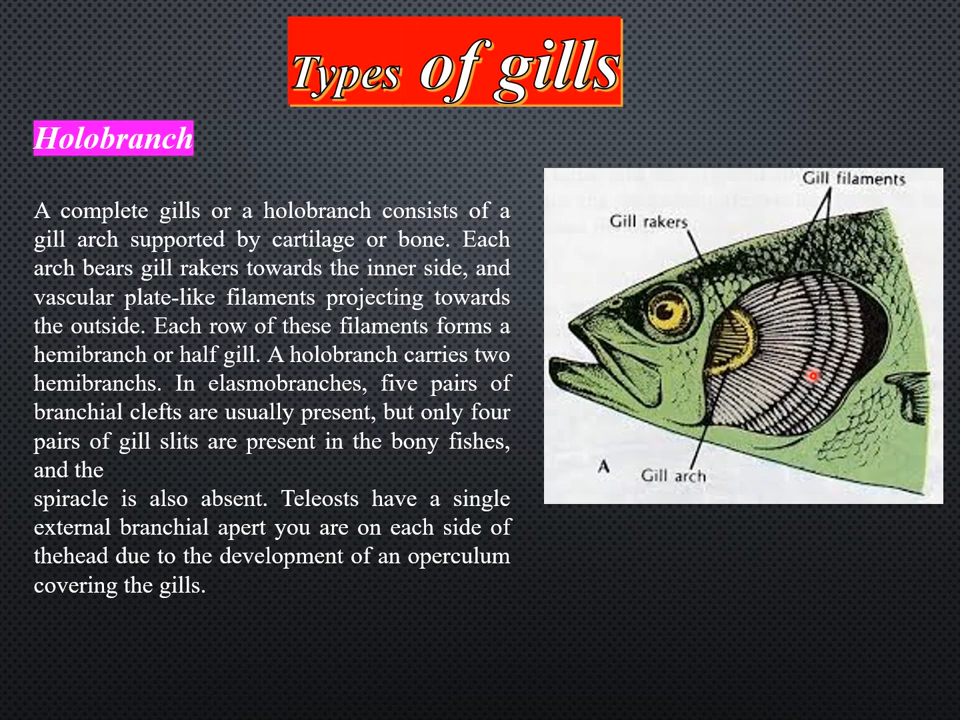 Types of gills
Holobranch
A complete gills or a holobranch consists of a
gill arch supported by cartilage or bone. Each
arch bears gill rakers towards the inner side, and
vascular plate-like filaments projecting towards
the outside. Each row of these filaments forms a
hemibranch or half gill. A holobranch carries two
hemibranchs. In elasmobranches, five pairs of
branchial clefts are usually present, but only four
pairs of gill slits are present in the bony fishes,
and the
spiracle is also absent. Teleosts have a single
external branchial apert you are on each side of
thehead due to the development of an operculum
covering the gills.
Gill filaments
Gill rakers
A
Gill arch